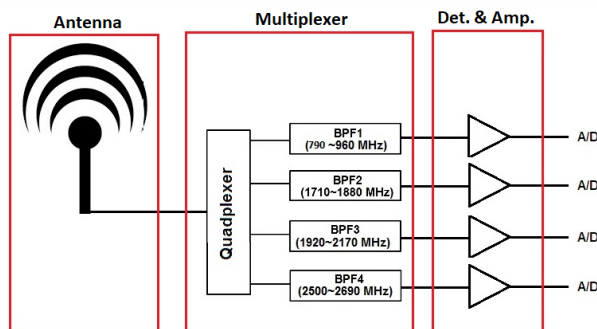 Antenna
Multiplexer
Det. & Amp.
Quadplexer
BPF1
(790 ~960 MHz)
A/D
BPF2
(1710~1880 MHz)
A/D
BPF3
(1920~2170 MHz)
A/D
BPF4
(2500~2690 MHz)
A/D